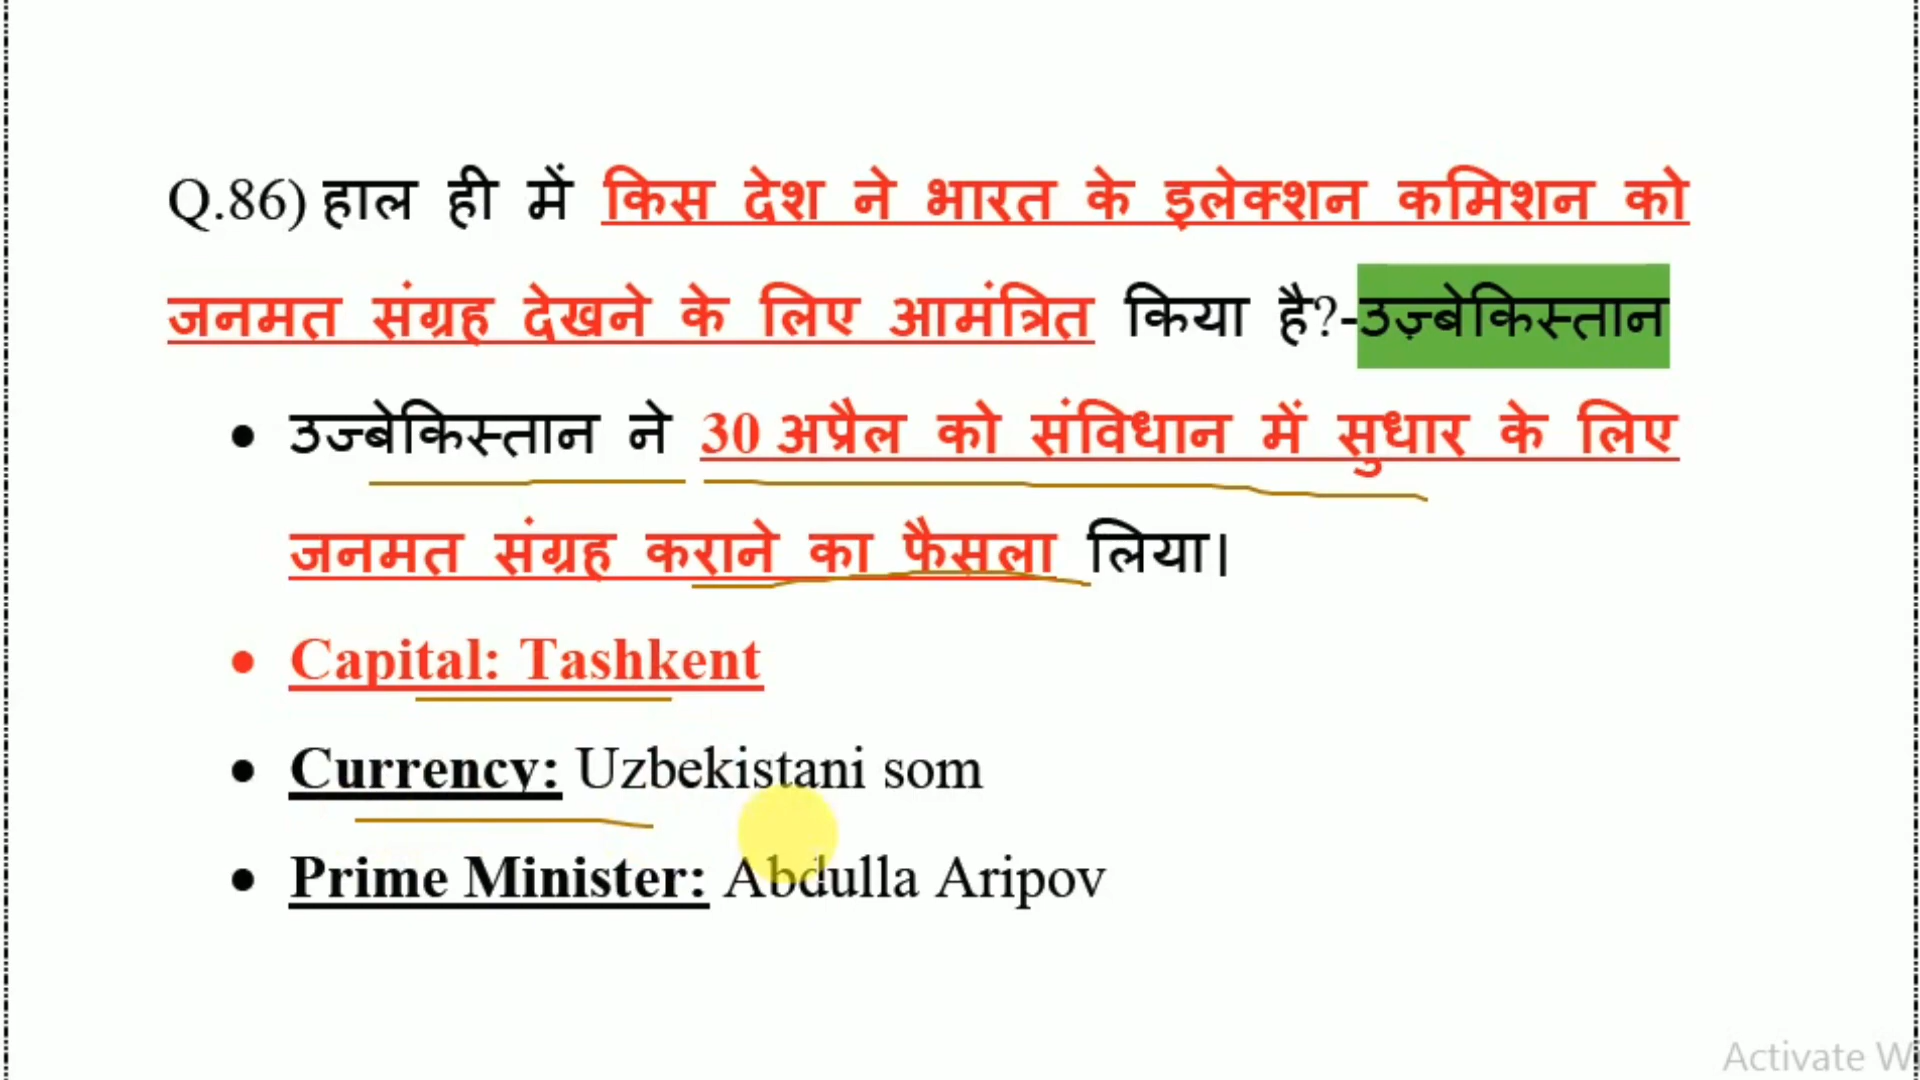 Q.86) हाल ही में किस देश ने भारत के इलेक्शन कमिशन को
जनमत संग्रह देखने के लिए आमंत्रित किया है?-उज़्बेकिस्तान
• उज्बेकिस्तान ने 30 अप्रैल को संविधान में सुधार के लिए
जनमत संग्रह कराने का फैसला लिया।
• Capital: Tashkent
• Currency: Uzbekistani som
• Prime Minister: Abdulla Aripov
Activate W